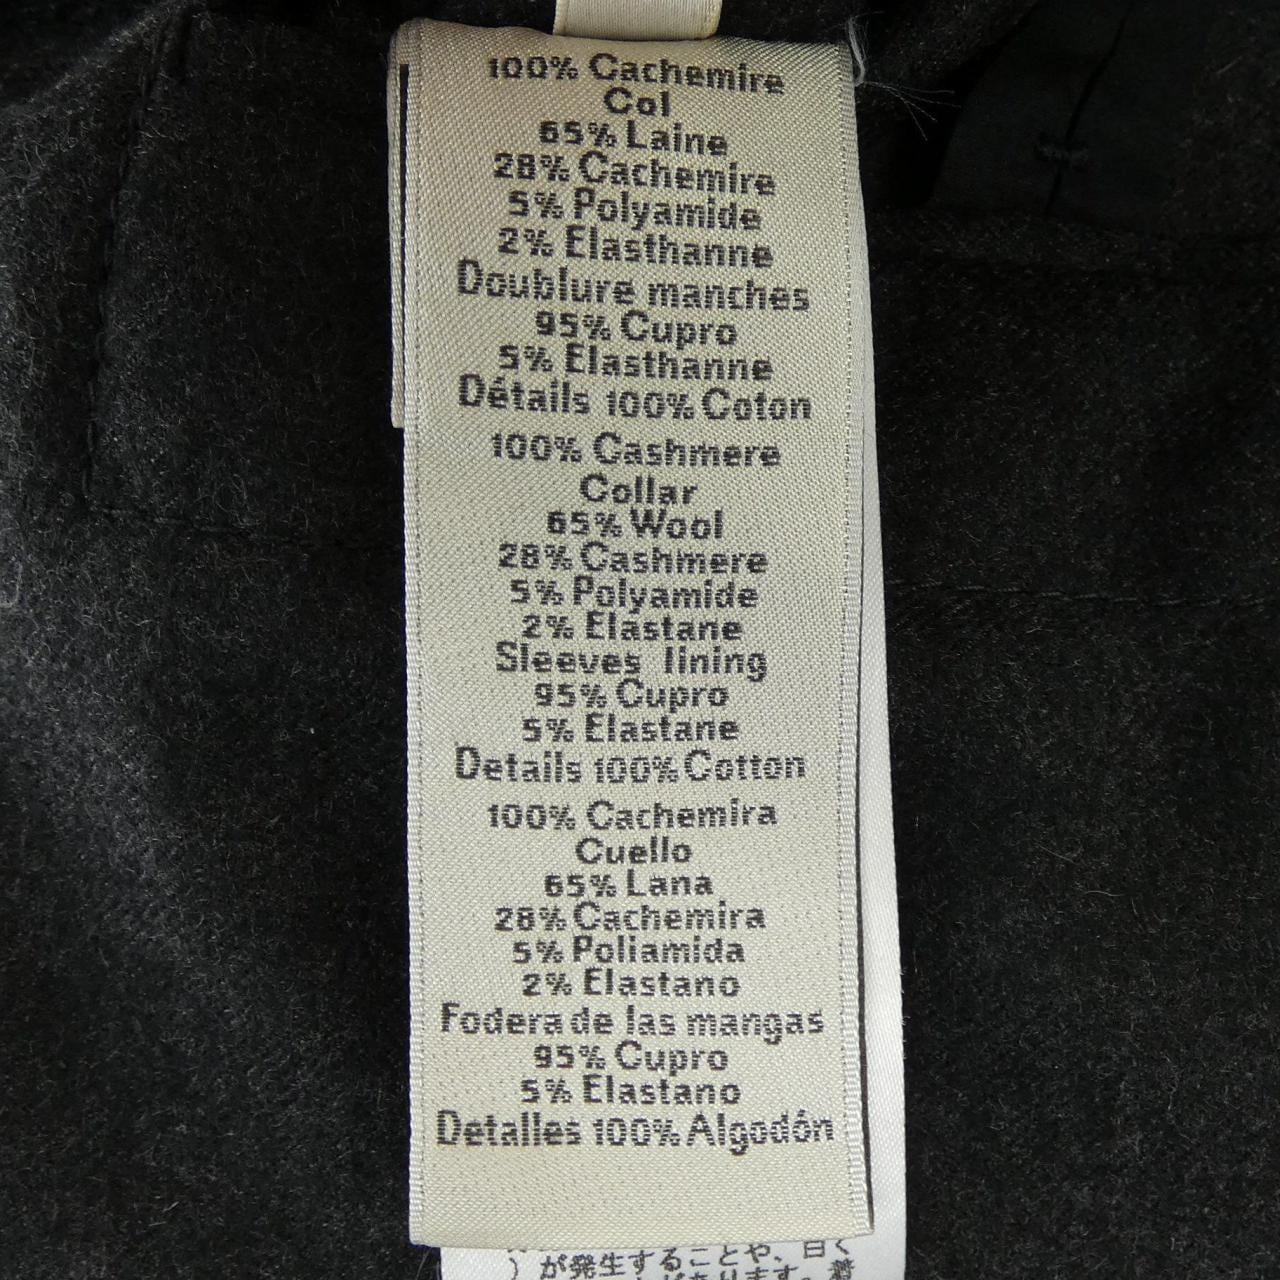 100% Cachemire
Col
65% Laine
28% Cachemire
5% Polyamide
2% Elasthanne
Doublure manches
95% Cupro
5% Elasthanne
Détails 100% Coton
100% Cashmere
Collar
65% Wool
28% Cashmere
5% Polyamide
2% Elastane
Sleeves lining
95% Cupro
5% Elastane
Details 100% Cotton
100% Cachemira
Cuello
65% Lana
28% Cachemira
5% Poliamida
2% Elastano
Fodera de las mangas
95% Cupro
5% Elastano
Detalles 100% Algodón
)が発生することや、白く